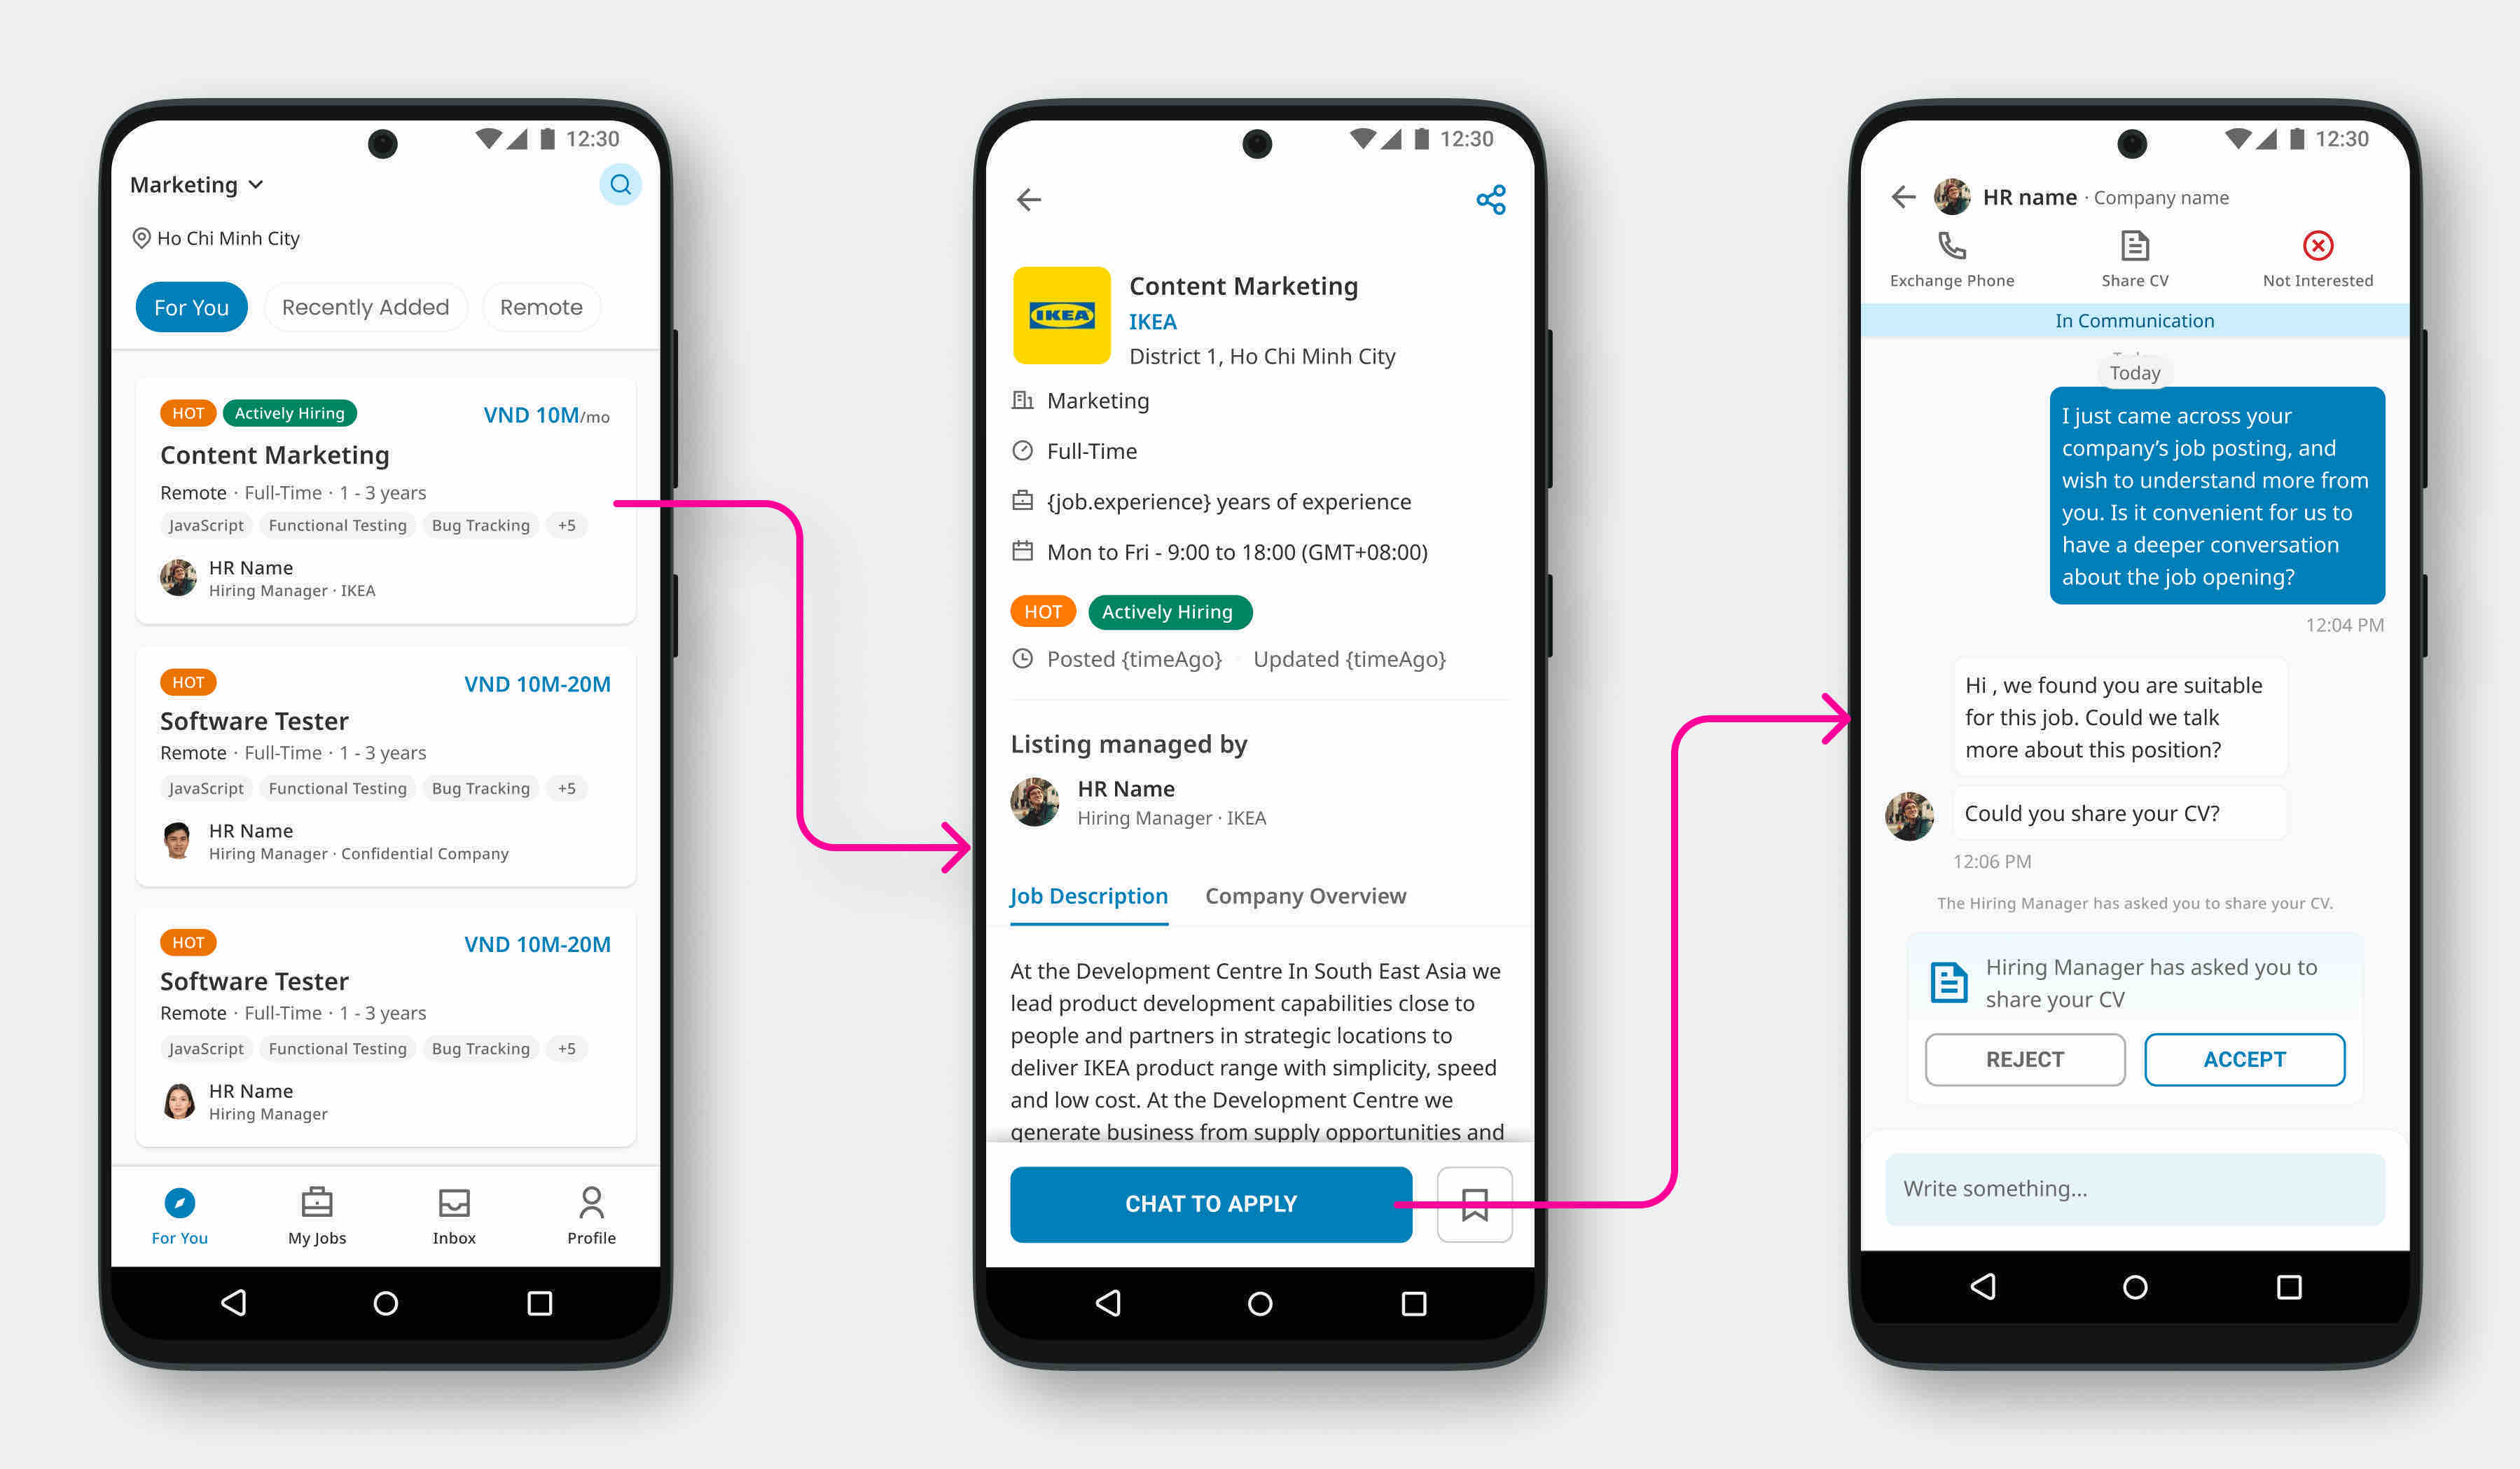 12:30
Marketing
Ho Chi Minh City
For You Recently Added Remote
HOT Actively Hiring VND 10M/mo
Content Marketing
Remote · Full-Time · 1 - 3 years
JavaScript Functional Testing Bug Tracking +5
HR Name
Hiring Manager · IKEA
HOT VND 10M-20M
Software Tester
Remote · Full-Time · 1 - 3 years
JavaScript Functional Testing Bug Tracking +5
HR Name
Hiring Manager · Confidential Company
HOT VND 10M-20M
Software Tester
Remote · Full-Time · 1 - 3 years
JavaScript Functional Testing Bug Tracking +5
HR Name
Hiring Manager
For You My Jobs Inbox Profile
12:30
IKEA
Content Marketing
IKEA
District 1, Ho Chi Minh City
Marketing
Full-Time
{job.experience} years of experience
Mon to Fri - 9:00 to 18:00 (GMT+08:00)
HOT Actively Hiring
Posted {timeAgo} Updated {timeAgo}
Listing managed by
HR Name
Hiring Manager · IKEA
Job Description Company Overview
At the Development Centre In South East Asia we
lead product development capabilities close to
people and partners in strategic locations to
deliver IKEA product range with simplicity, speed
and low cost. At the Development Centre we
generate business from supply opportunities and
CHAT TO APPLY
12:30
HR name · Company name
Exchange Phone Share CV Not Interested
In Communication
Today
I just came across your
company’s job posting, and
wish to understand more from
you. Is it convenient for us to
have a deeper conversation
about the job opening?
12:04 PM
Hi , we found you are suitable
for this job. Could we talk
more about this position?
Could you share your CV?
12:06 PM
The Hiring Manager has asked you to share your CV.
Hiring Manager has asked you to
share your CV
REJECT ACCEPT
Write something...